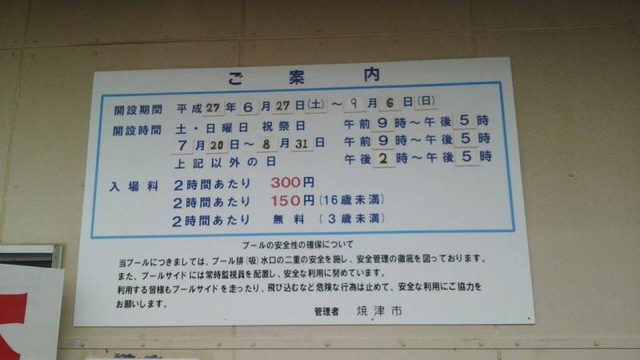 ご案内
開設期間 平成27年6月27日(土)～9月6日(日)
開設時間 土・日曜日 祝祭日 午前9時～午後5時
7月20日～8月31日 午前9時～午後5時
上記以外の日 午後2時～午後5時
入場料 2時間あたり 300円
2時間あたり 150円(16歳未満)
2時間あたり 無料(3歳未満)
プールの安全性の確保について
当プールにつきましては、プール排(吸)水口の二重の安全を施し、安全管理の徹底を図っております。
また、プールサイドには常時監視員を配置し、安全な利用に努めています。
利用する皆様もプールサイドを走ったり、飛び込むなど危険な行為は止めて、安全な利用にご協力を
お願いします。
管理者 焼津市